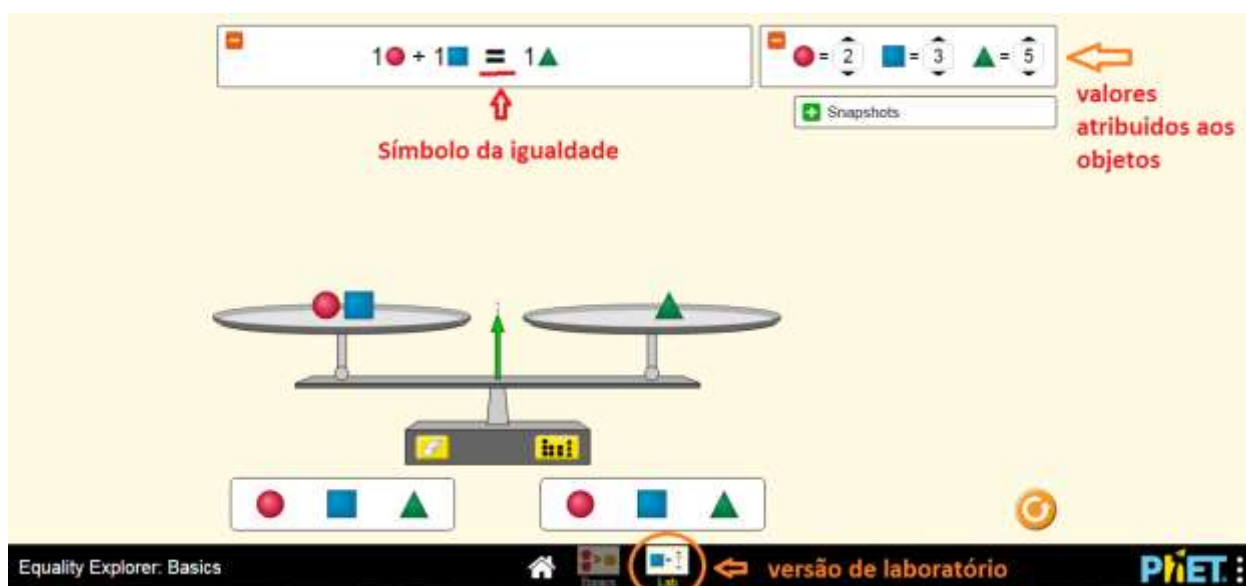 1 + 1 = 1
= 2 = 3 = 5
Snapshots
Símbolo da igualdade
valores
atribuidos aos
objetos
Equality Explorer: Basics
Basics
Lab
versão de laboratório
PhET